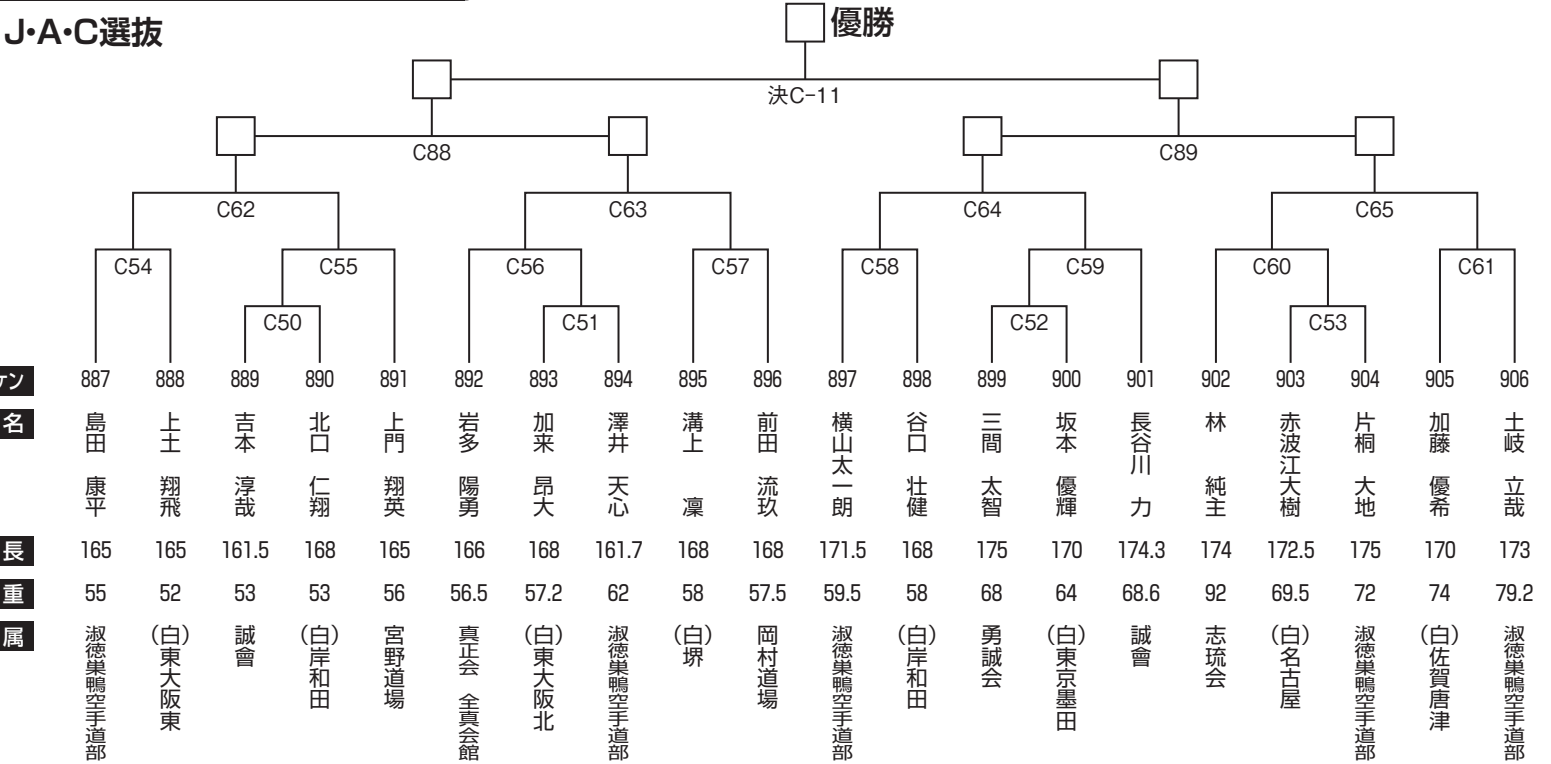 J・A・C選抜
優勝
決C-11
C88 C89
C62 C63 C64 C65
C54 C55 C56 C57 C58 C59 C60 C61
C50 C51 C52 C53
ケン 887 888 889 890 891 892 893 894 895 896 897 898 899 900 901 902 903 904 905 906
名 島田 康平 上土 翔飛 吉本 淳哉 北口 仁翔 上門 翔英 岩多 陽勇 加来 昂大 澤井 天心 溝上 凜 前田 流玖 横山太一朗 谷口 壮健 三間 太智 坂本 優輝 長谷川 力 林 純主 赤波江大樹 片桐 大地 加藤 優希 土岐 立哉
長 165 165 161.5 168 165 166 168 161.7 168 168 171.5 168 175 170 174.3 174 172.5 175 170 173
重 55 52 53 53 56 56.5 57.2 62 58 57.5 59.5 58 68 64 68.6 92 69.5 72 74 79.2
属 淑徳巣鴨空手道部 (白)東大阪東 誠會 (白)岸和田 宮野道場 真正会 全真会館 (白)東大阪北 淑徳巣鴨空手道部 (白)堺 岡村道場 淑徳巣鴨空手道部 (白)岸和田 勇誠会 (白)東京墨田 誠會 志琉会 (白)名古屋 淑徳巣鴨空手道部 (白)佐賀唐津 淑徳巣鴨空手道部